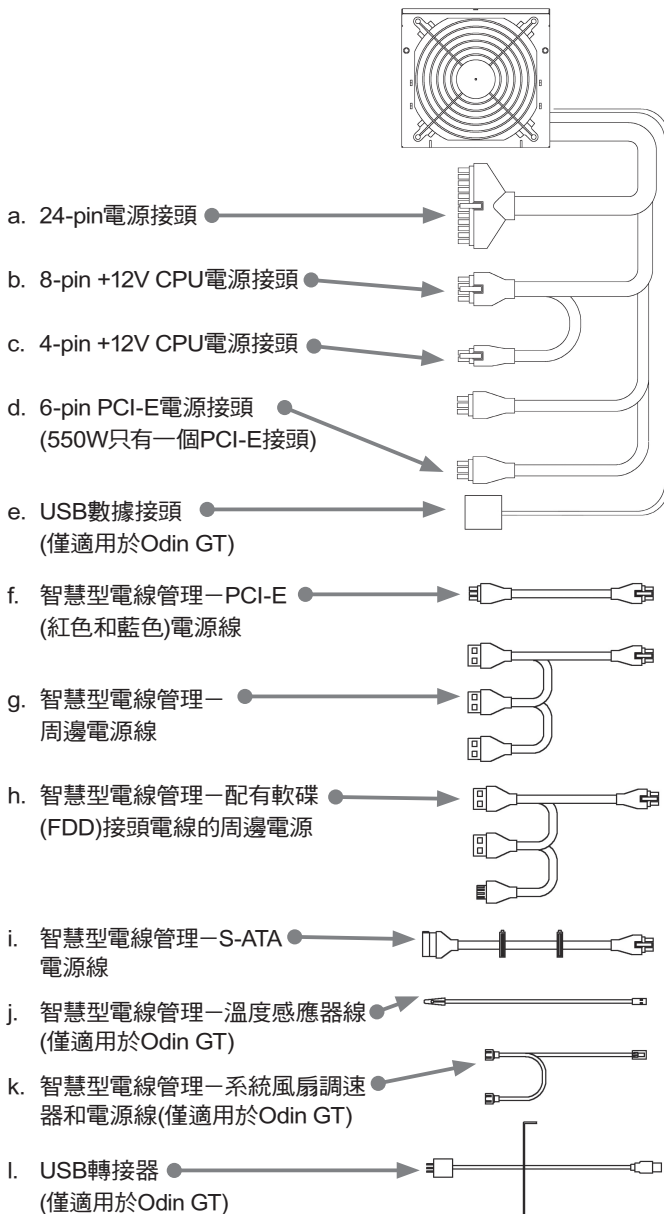 a. 24-pin電源接頭
b. 8-pin +12V CPU電源接頭
c. 4-pin +12V CPU電源接頭
d. 6-pin PCI-E電源接頭
(550W只有一個PCI-E接頭)
e. USB數據接頭
(僅適用於Odin GT)
f. 智慧型電線管理－PCI-E
(紅色和藍色)電源線
g. 智慧型電線管理－
周邊電源線
h. 智慧型電線管理－配有軟碟
(FDD)接頭電線的周邊電源
i. 智慧型電線管理－S-ATA
電源線
j. 智慧型電線管理－溫度感應器線
(僅適用於Odin GT)
k. 智慧型電線管理－系統風扇調速
器和電源線(僅適用於Odin GT)
l. USB轉接器
(僅適用於Odin GT)